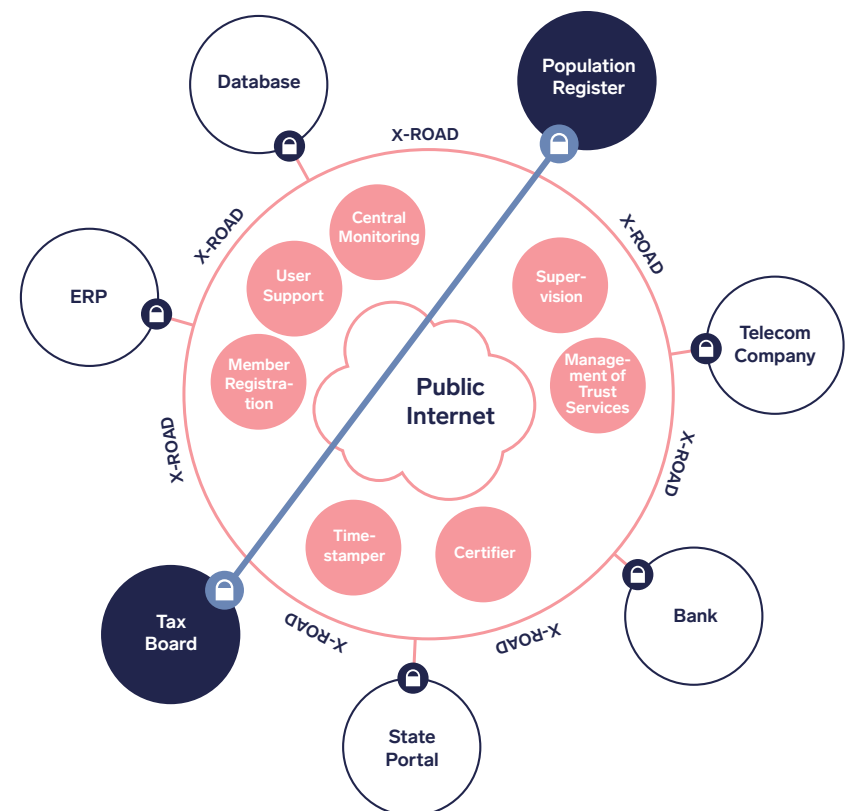 Database
Population
Register
X-ROAD
X-ROAD
X-ROAD
Central
Monitoring
User
Support
Super-
vision
ERP
Telecom
Company
Member
Registra-
tion
Manage-
ment of
Trust
Services
Public
Internet
X-ROAD
X-ROAD
Time-
stamper
Certifier
Tax
Board
Bank
X-ROAD
X-ROAD
State
Portal